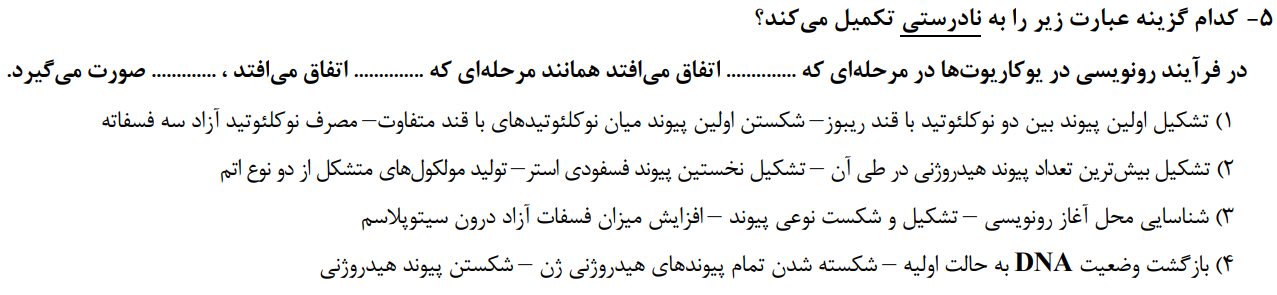 ۵- کدام گزینه عبارت زیر را به نادرستی تکمیل می‌کند؟
در فرآیند رونویسی در یوکاریوت‌ها در مرحله‌ای که .............. اتفاق می‌افتد همانند مرحله‌ای که .............. اتفاق می‌افتد ، ............. صورت می‌گیرد.
۱) تشکیل اولین پیوند بین دو نوکلئوتید با قند ریبوز – شکستن اولین پیوند میان نوکلئوتیدهای با قند متفاوت – مصرف نوکلئوتید آزاد سه فسفاته
۲) تشکیل بیش‌ترین تعداد پیوند هیدروژنی در طی آن – تشکیل نخستین پیوند فسفودی استر – تولید مولکول‌های متشکل از دو نوع اتم
۳) شناسایی محل آغاز رونویسی – تشکیل و شکست نوعی پیوند – افزایش میزان فسفات آزاد درون سیتوپلاسم
۴) بازگشت وضعیت DNA به حالت اولیه – شکسته شدن تمام پیوندهای هیدروژنی ژن – شکستن پیوند هیدروژنی